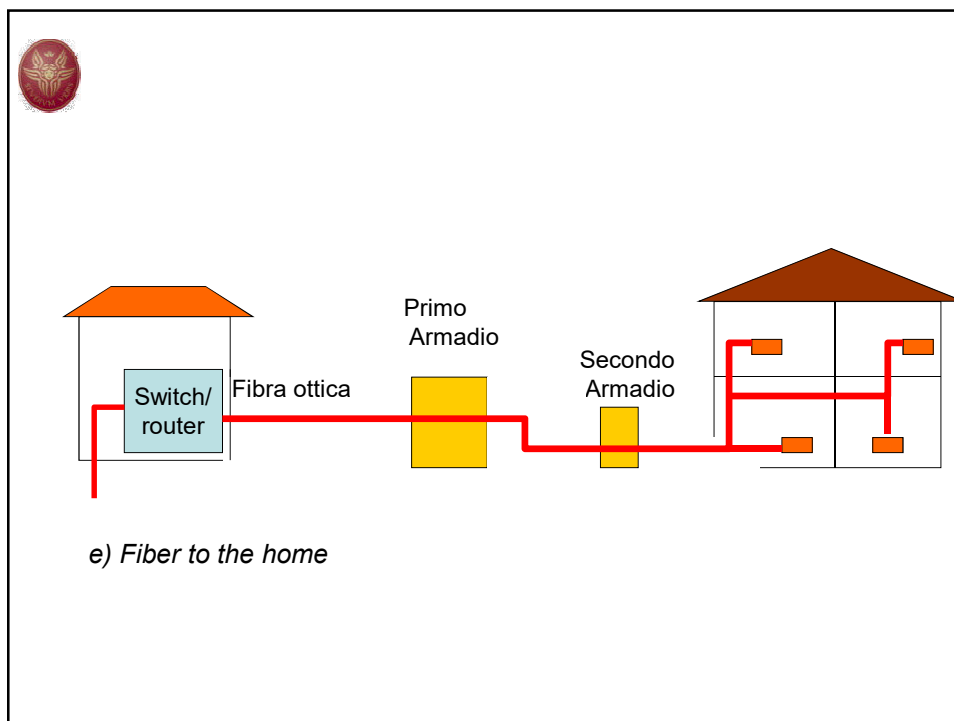 Primo
Armadio
Secondo
Armadio
Switch/
router
Fibra ottica
e) Fiber to the home